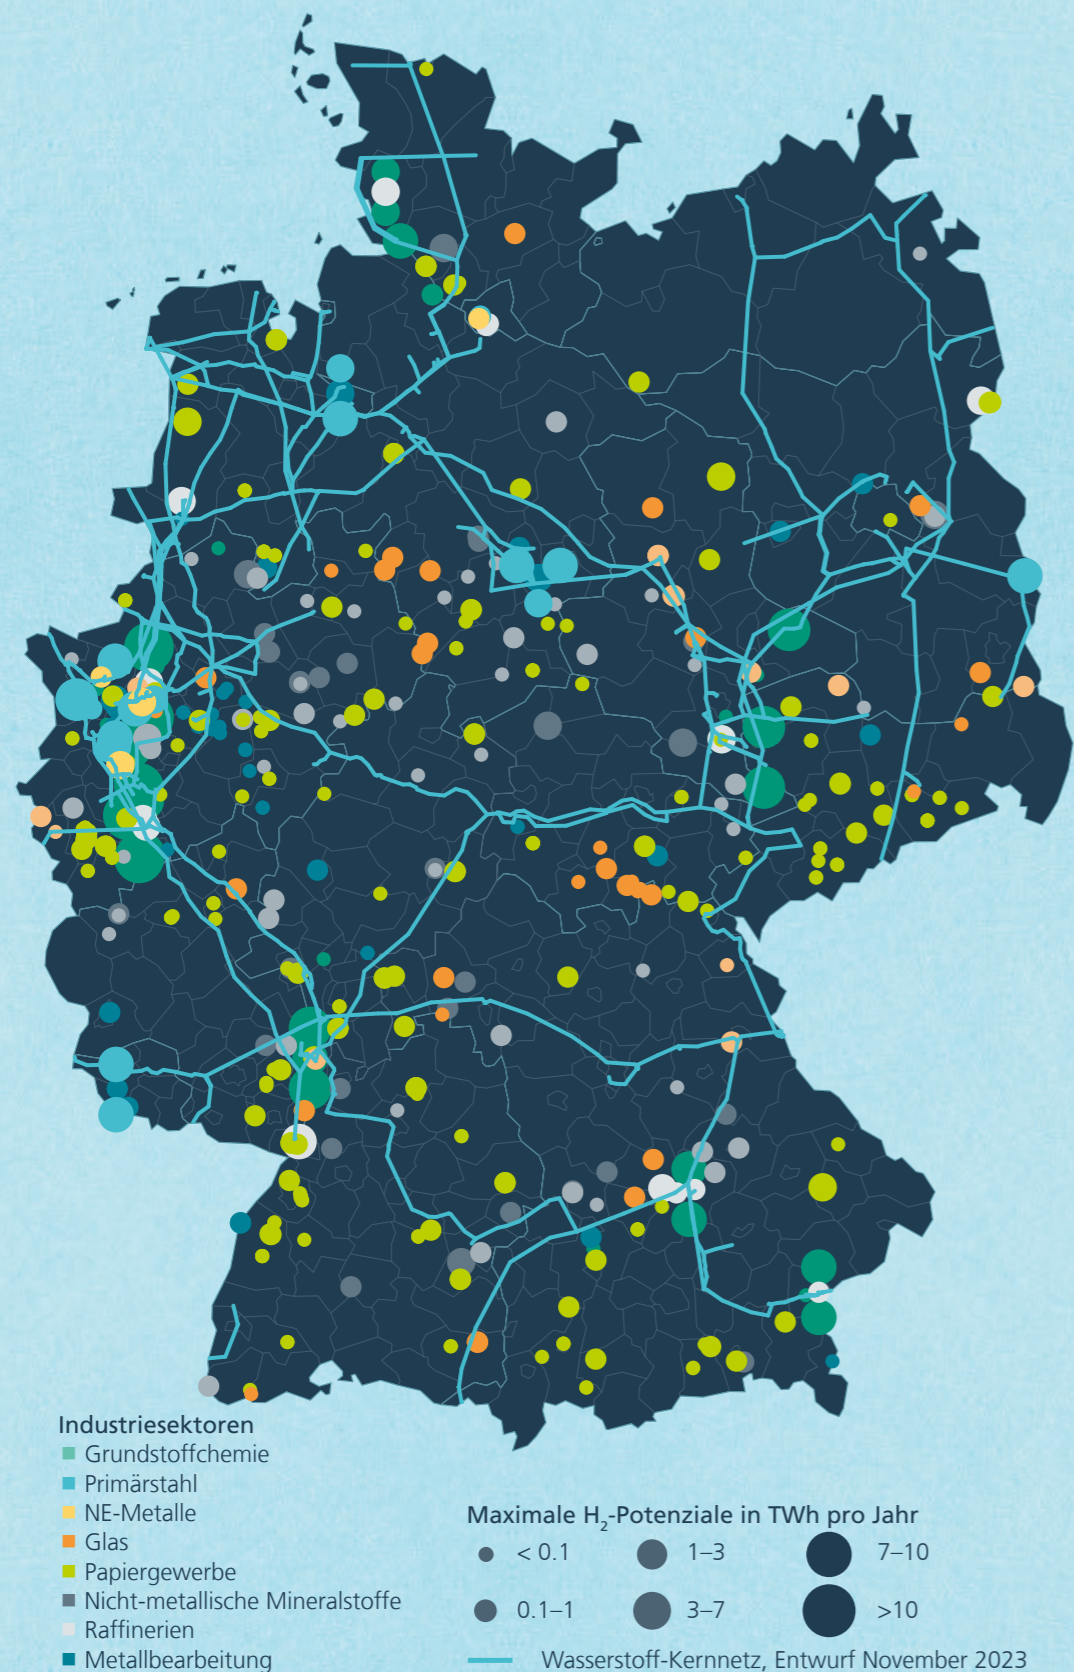 Industriesektoren
Grundstoffchemie
Primärstahl
NE-Metalle
Glas
Papiergewerbe
Nicht-metallische Mineralstoffe
Raffinerien
Metallbearbeitung
Maximale H₂-Potenziale in TWh pro Jahr
< 0.1 1–3 7–10
0.1–1 3–7 >10
Wasserstoff-Kernnetz, Entwurf November 2023